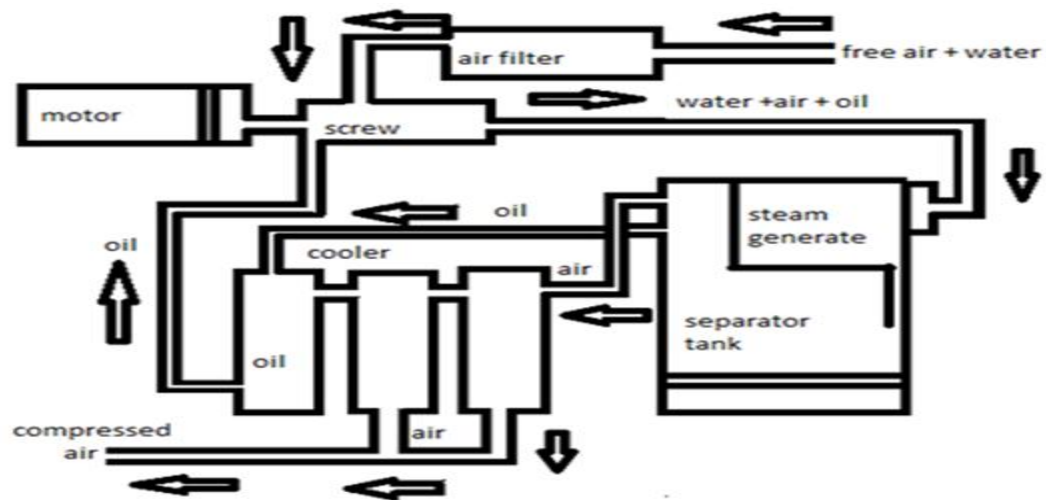 air filter
free air + water
motor
screw
water +air + oil
oil
steam
generate
oil
cooler
air
separator
tank
oil
compressed
air
air